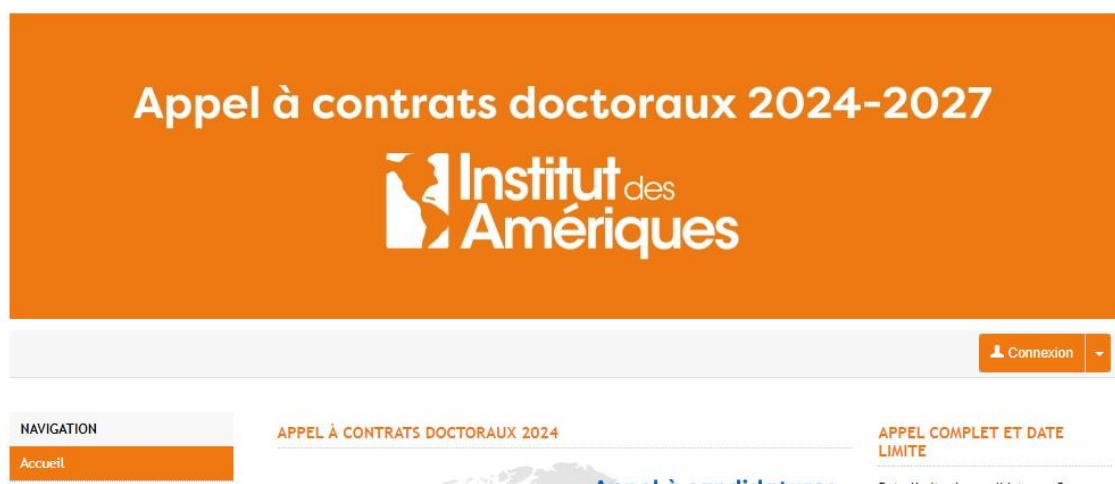 Appel à contrats doctoraux 2024-2027
Institut des
Amériques
Connexion
NAVIGATION
Accueil
APPEL À CONTRATS DOCTORAUX 2024
APPEL COMPLET ET DATE
LIMITE